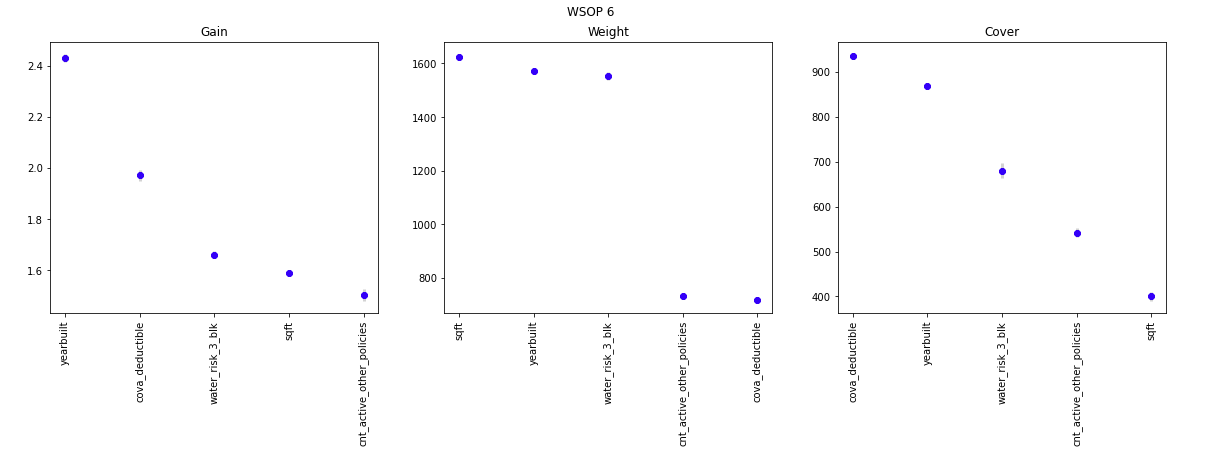 WSOP 6
Gain
2.4
2.2
2.0
1.8
1.6
yearbuilt
cova_deductible
water_risk_3_blk
sqft
cnt_active_other_policies
Weight
1600
1400
1200
1000
800
sqft
yearbuilt
water_risk_3_blk
cnt_active_other_policies
cova_deductible
Cover
900
800
700
600
500
400
cova_deductible
yearbuilt
water_risk_3_blk
cnt_active_other_policies
sqft